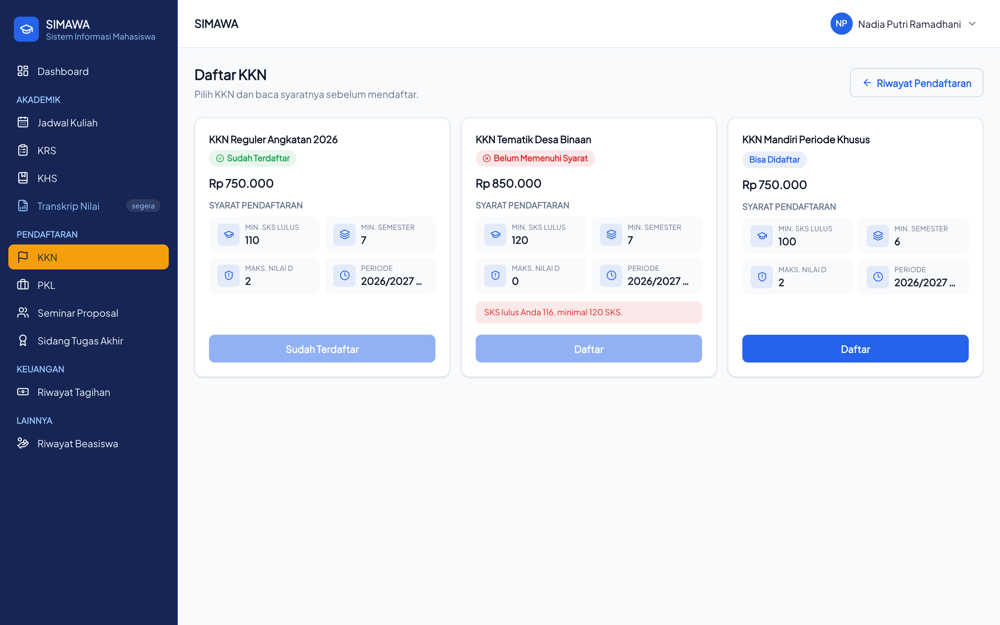 SIMAWA
Sistem Informasi Mahasiswa
Dashboard
AKADEMIK
Jadwal Kuliah
KRS
KHS
Transkrip Nilai
segera
PENDAFTARAN
KKN
PKL
Seminar Proposal
Sidang Tugas Akhir
KEUANGAN
Riwayat Tagihan
LAINNYA
Riwayat Beasiswa
SIMAWA
NP
Nadia Putri Ramadhani
Daftar KKN
Pilih KKN dan baca syaratnya sebelum mendaftar.
Riwayat Pendaftaran
KKN Reguler Angkatan 2026
Sudah Terdaftar
Rp 750.000
SYARAT PENDAFTARAN
MIN. SKS LULUS
110
MIN. SEMESTER
7
MAKS. NILAI D
2
PERIODE
2026/2027 ...
Sudah Terdaftar
KKN Tematik Desa Binaan
Belum Memenuhi Syarat
Rp 850.000
SYARAT PENDAFTARAN
MIN. SKS LULUS
120
MIN. SEMESTER
7
MAKS. NILAI D
0
PERIODE
2026/2027 ...
SKS lulus Anda 116, minimal 120 SKS.
Daftar
KKN Mandiri Periode Khusus
Bisa Didaftar
Rp 750.000
SYARAT PENDAFTARAN
MIN. SKS LULUS
100
MIN. SEMESTER
6
MAKS. NILAI D
2
PERIODE
2026/2027 ...
Daftar